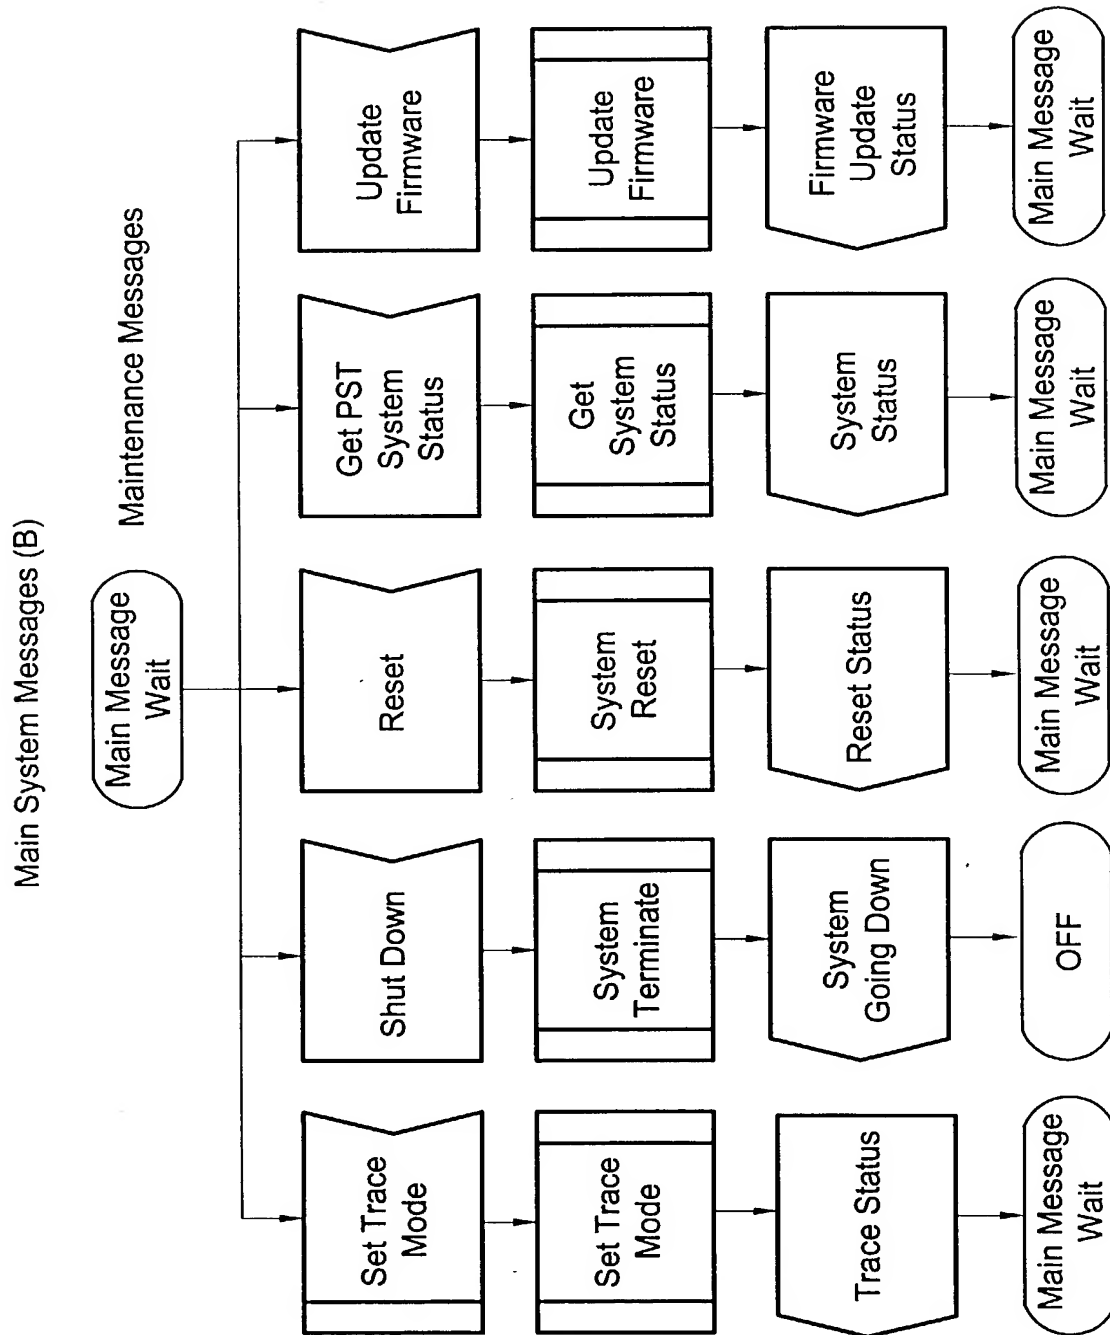 Main System Messages (B)
Main Message
Wait
Maintenance Messages
Set Trace
Mode
Shut Down
Reset
Get PST
System
Status
Update
Firmware
Set Trace
Mode
System
Terminate
System
Reset
Get
System
Status
Update
Firmware
Trace Status
System
Going Down
Reset Status
System
Status
Firmware
Update
Status
Main Message
Wait
OFF
Main Message
Wait
Main Message
Wait
Main Message
Wait